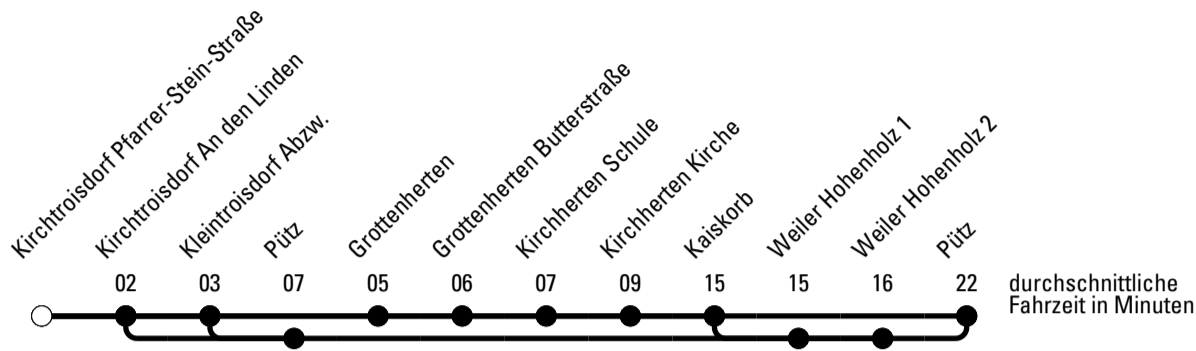 Kirchtroisdorf Pfarrer-Stein-Straße
Kirchtroisdorf An den Linden
Kleintroisdorf Abzw.
Pütz
Grottenherten
Grottenherten Butterstraße
Kirchherten Schule
Kirchherten Kirche
Kaiskorb
Weiler Hohenholz 1
Weiler Hohenholz 2
Pütz
02 03 07 05 06 07 09 15 15 16 22
durchschnittliche
Fahrzeit in Minuten